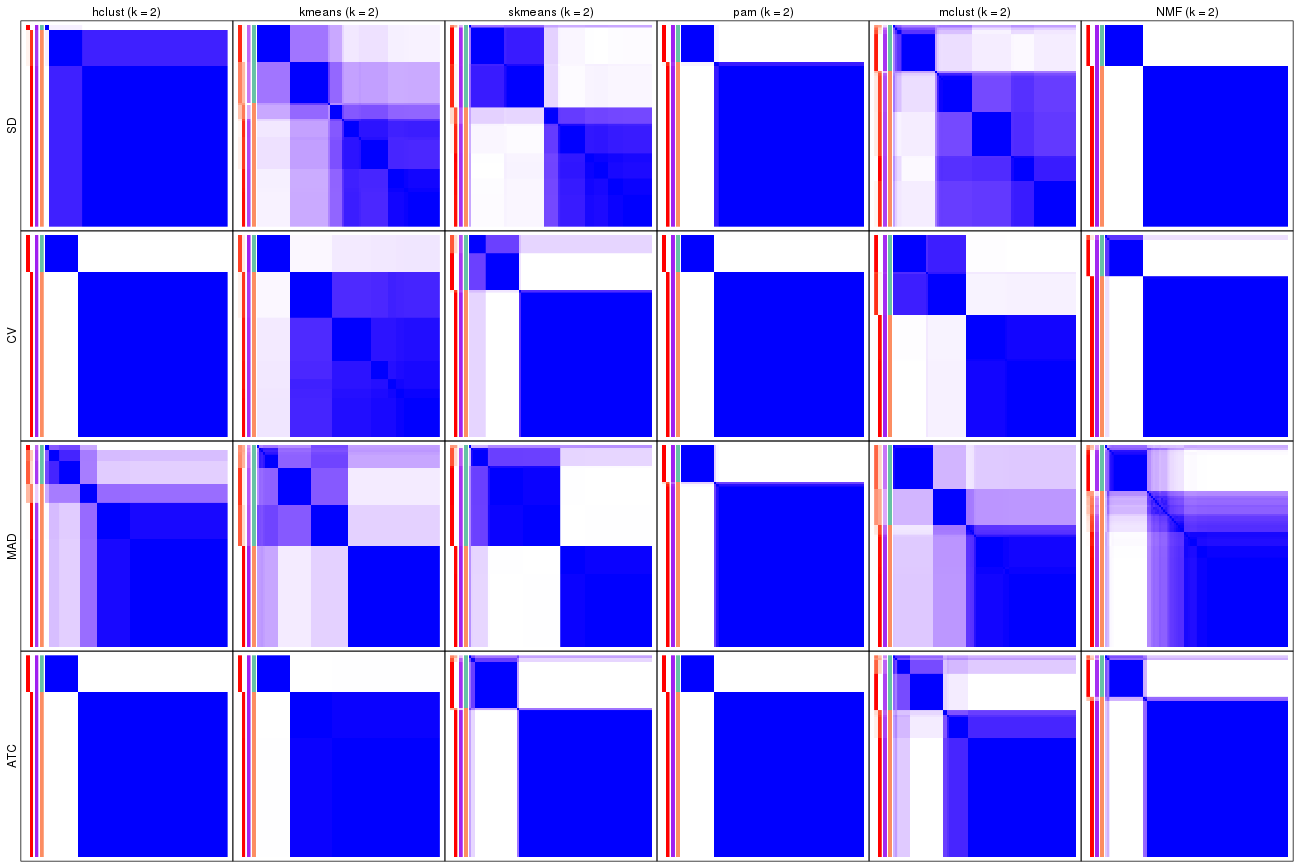 hclust (k = 2) kmeans (k = 2) skmeans (k = 2) pam (k = 2) mclust (k = 2) NMF (k = 2)
SD
CV
MAD
ATC